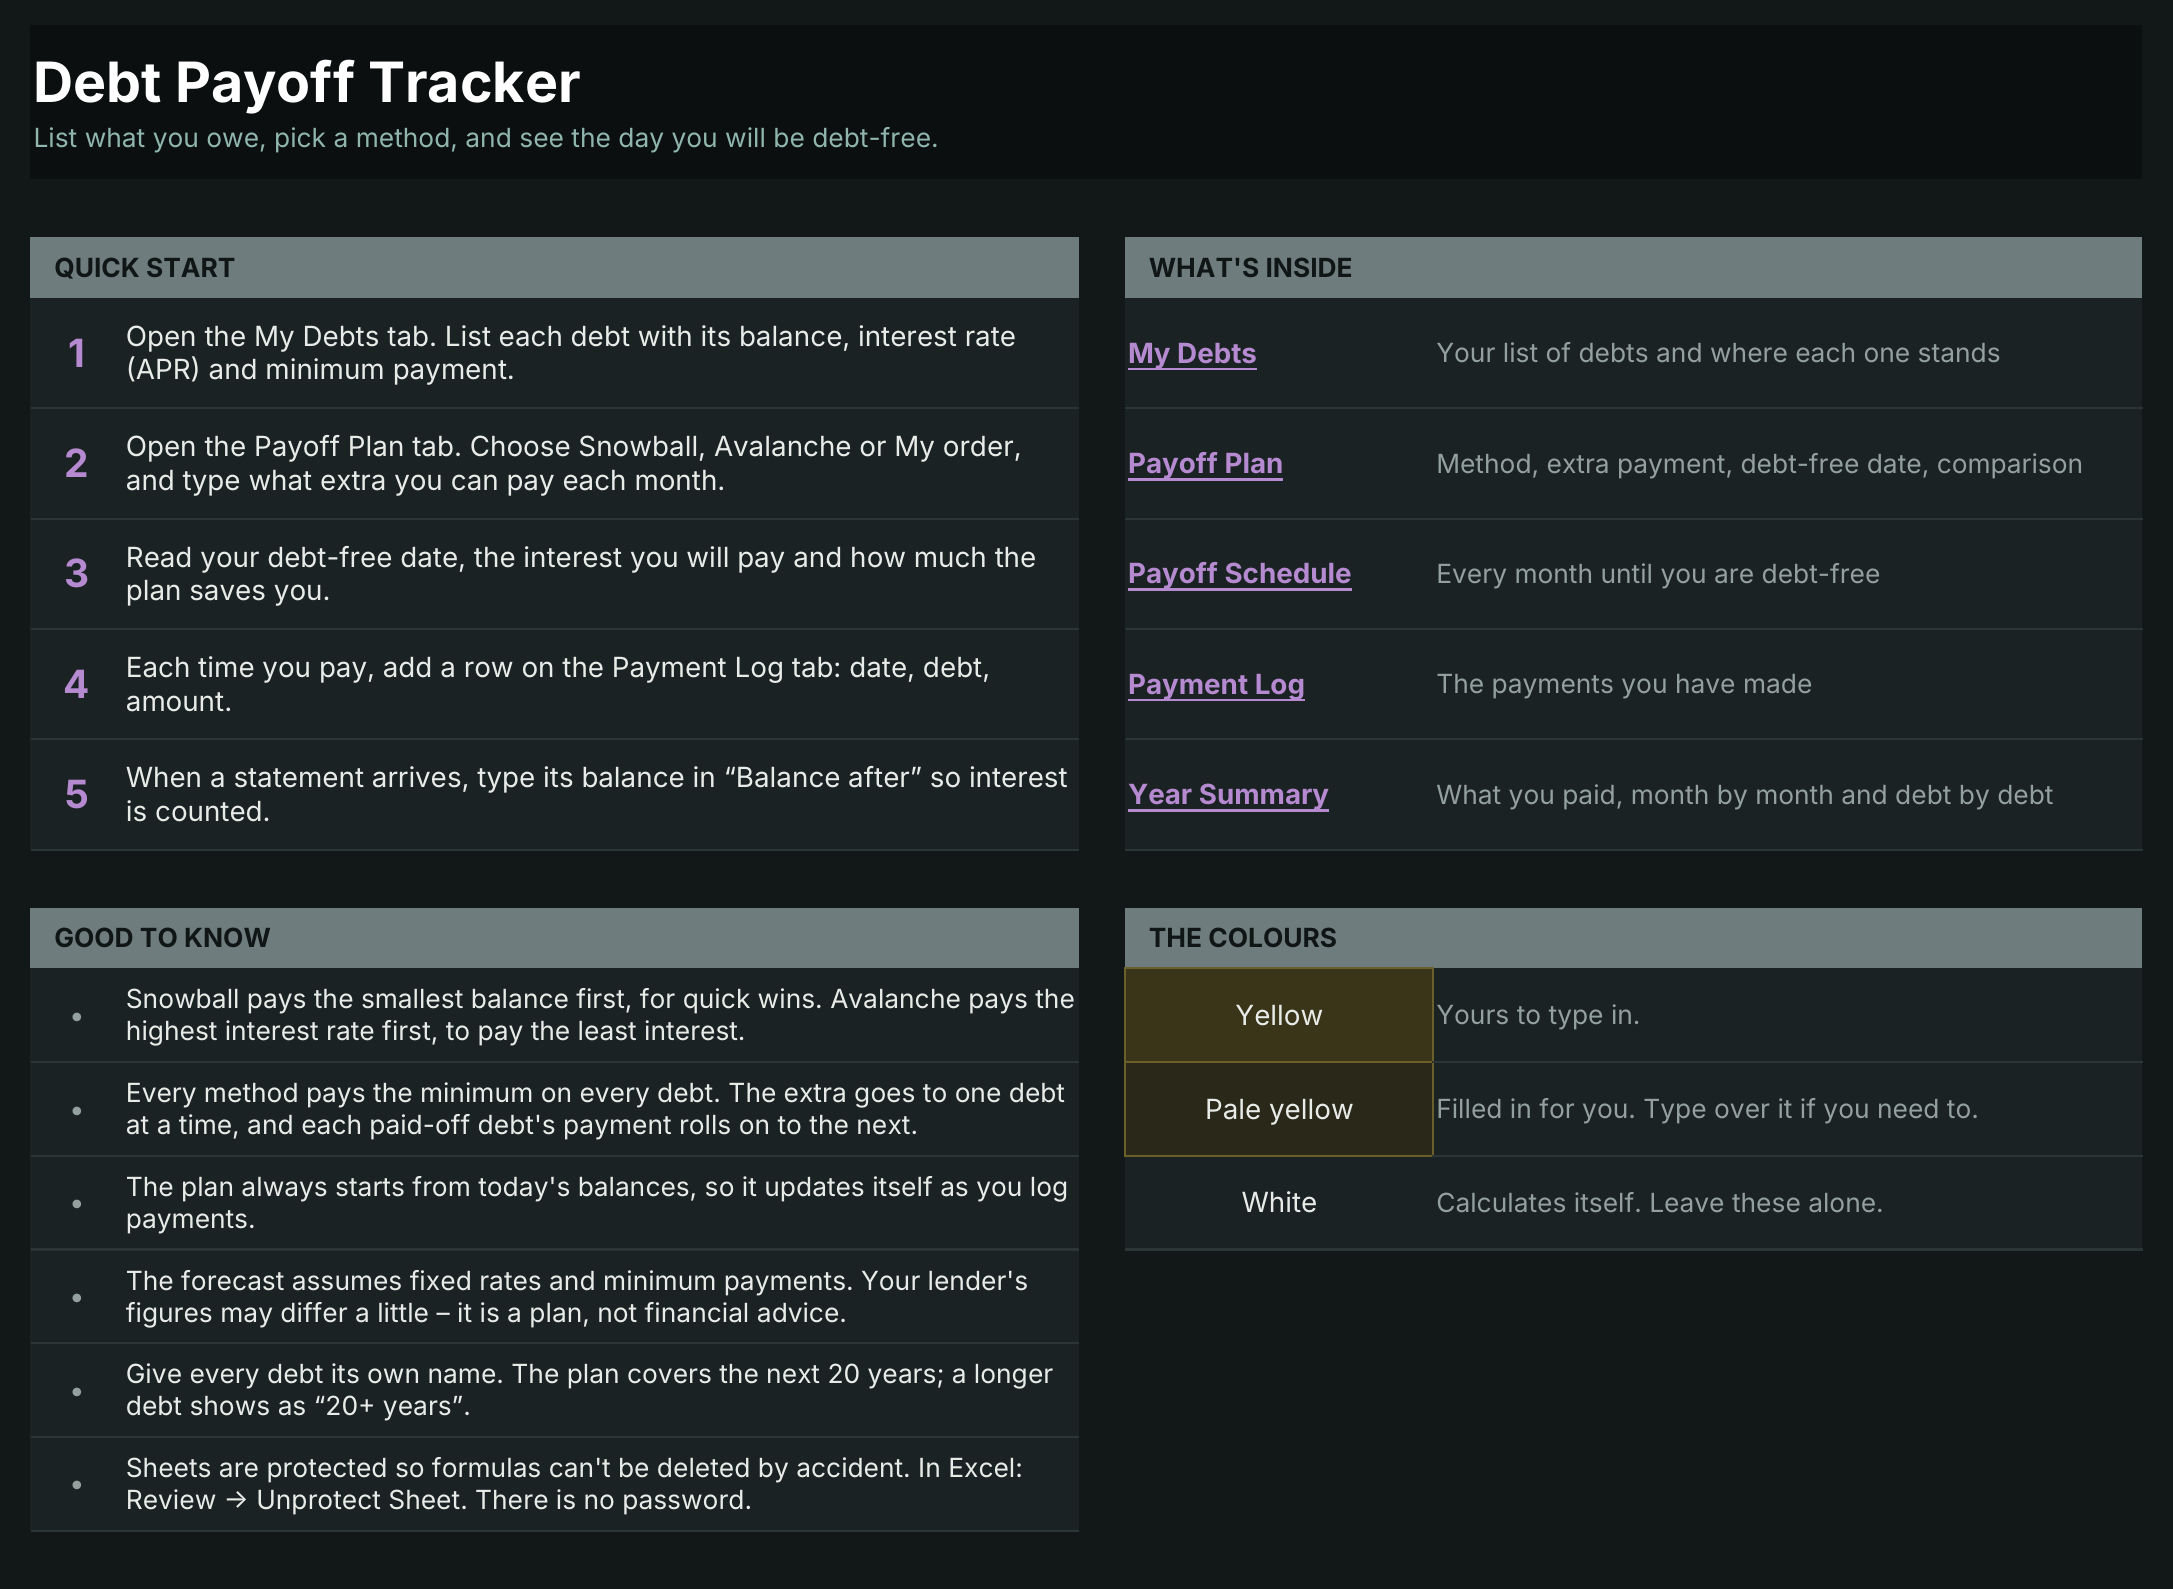 Debt Payoff Tracker
List what you owe, pick a method, and see the day you will be debt-free.
QUICK START
1
Open the My Debts tab. List each debt with its balance, interest rate
(APR) and minimum payment.
2
Open the Payoff Plan tab. Choose Snowball, Avalanche or My order,
and type what extra you can pay each month.
3
Read your debt-free date, the interest you will pay and how much the
plan saves you.
4
Each time you pay, add a row on the Payment Log tab: date, debt,
amount.
5
When a statement arrives, type its balance in “Balance after” so interest
is counted.
WHAT'S INSIDE
My Debts
Your list of debts and where each one stands
Payoff Plan
Method, extra payment, debt-free date, comparison
Payoff Schedule
Every month until you are debt-free
Payment Log
The payments you have made
Year Summary
What you paid, month by month and debt by debt
GOOD TO KNOW
• Snowball pays the smallest balance first, for quick wins. Avalanche pays the
highest interest rate first, to pay the least interest.
• Every method pays the minimum on every debt. The extra goes to one debt
at a time, and each paid-off debt's payment rolls on to the next.
• The plan always starts from today's balances, so it updates itself as you log
payments.
• The forecast assumes fixed rates and minimum payments. Your lender's
figures may differ a little – it is a plan, not financial advice.
• Give every debt its own name. The plan covers the next 20 years; a longer
debt shows as “20+ years”.
• Sheets are protected so formulas can't be deleted by accident. In Excel:
Review → Unprotect Sheet. There is no password.
THE COLOURS
Yellow
Yours to type in.
Pale yellow
Filled in for you. Type over it if you need to.
White
Calculates itself. Leave these alone.